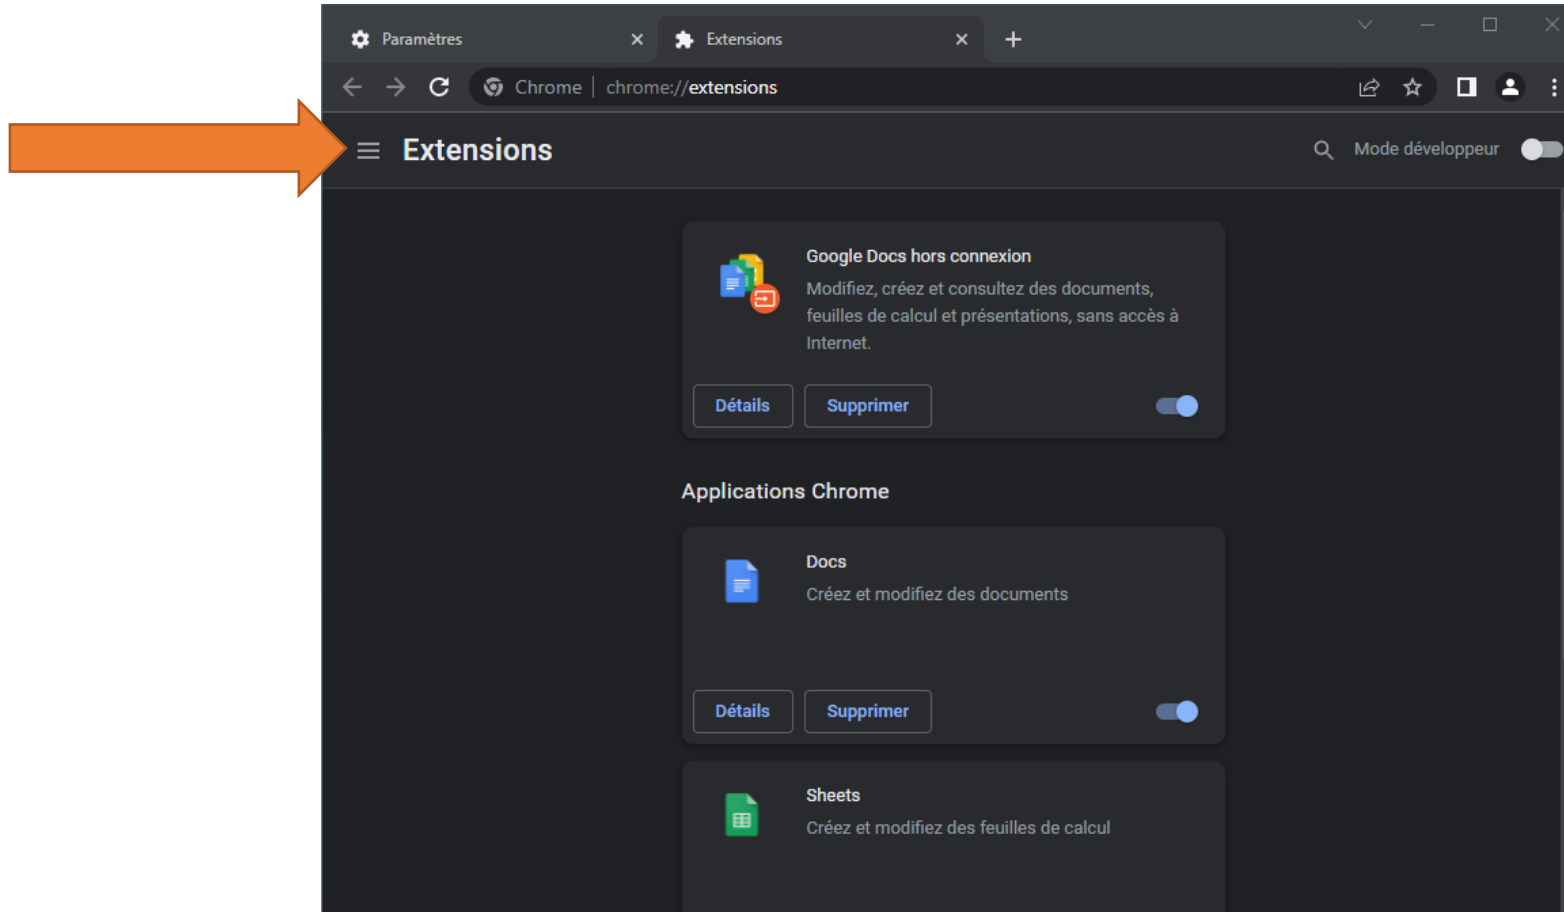 Paramètres
Extensions
Chrome | chrome://extensions
Extensions
Mode développeur
Google Docs hors connexion
Modifiez, créez et consultez des documents,
feuilles de calcul et présentations, sans accès à
Internet.
Détails
Supprimer
Applications Chrome
Docs
Créez et modifiez des documents
Détails
Supprimer
Sheets
Créez et modifiez des feuilles de calcul